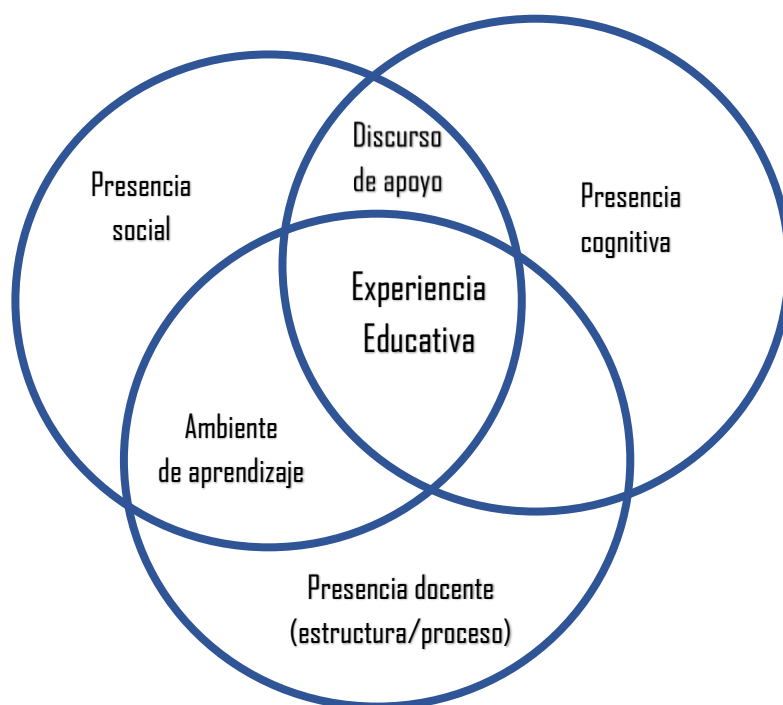 Discurso
de apoyo
Presencia
social
Presencia
cognitiva
Experiencia
Educativa
Ambiente
de aprendizaje
Presencia docente
(estructura/proceso)